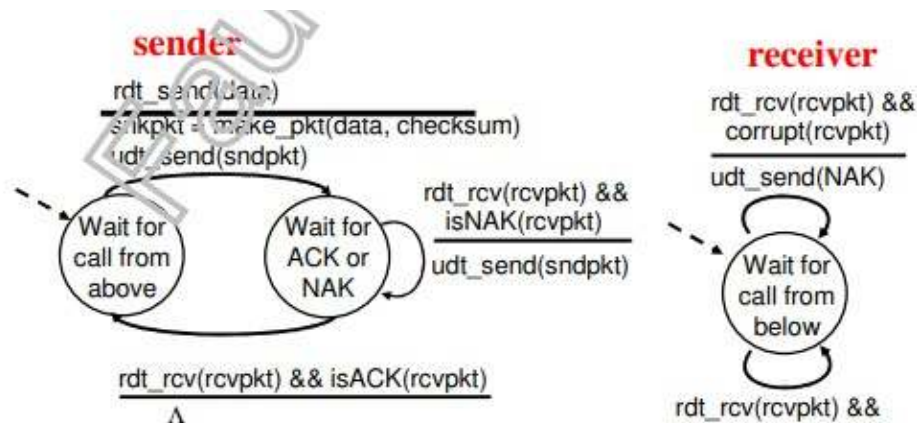 sender
rdt_send(data)
snkpkt = make_pkt(data, checksum)
udt_send(sndpkt)
Wait for
call from
above
Wait for
ACK or
NAK
rdt_rcv(rcvpkt) &&
isNAK(rcvpkt)
udt_send(sndpkt)
rdt_rcv(rcvpkt) && isACK(rcvpkt)
Λ
receiver
rdt_rcv(rcvpkt) &&
corrupt(rcvpkt)
udt_send(NAK)
Wait for
call from
below
rdt_rcv(rcvpkt) &&
Fau